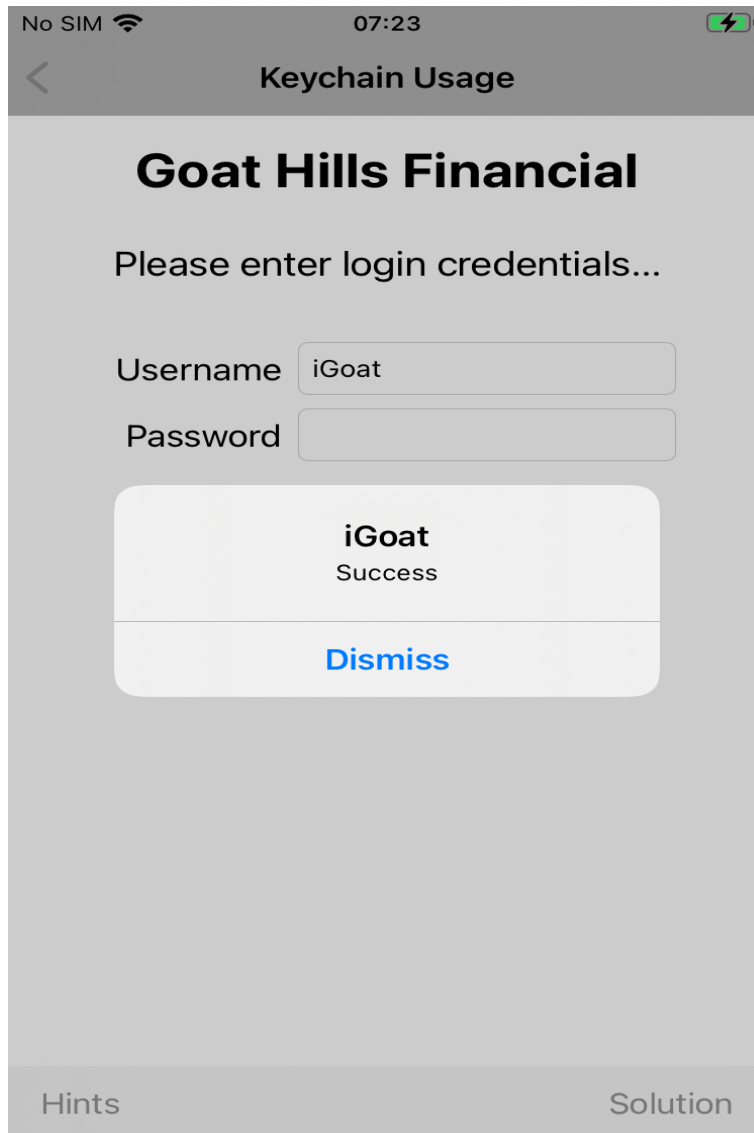 No SIM 07:23
Keychain Usage
Goat Hills Financial
Please enter login credentials...
Username iGoat
Password
iGoat
Success
Dismiss
Hints Solution